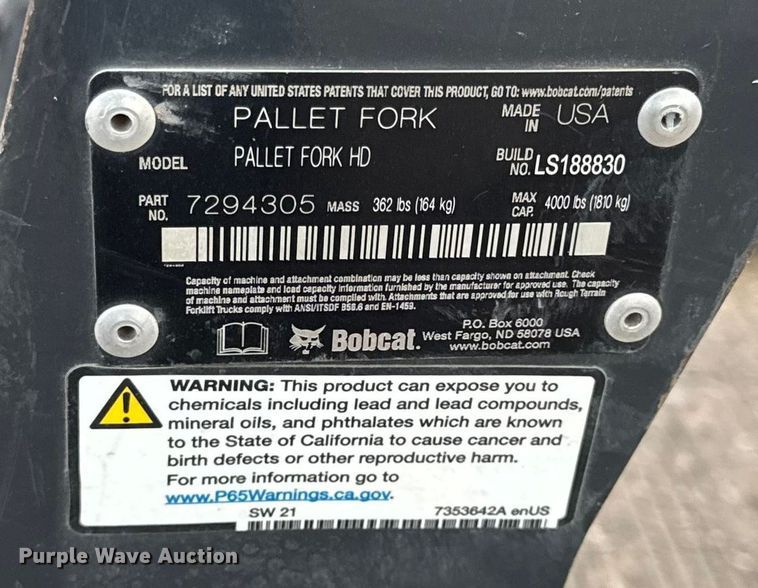 FOR A LIST OF ANY UNITED STATES PATENTS THAT COVER THIS PRODUCT, GO TO: www.bobcat.com/patents
PALLET FORK MADE IN USA
MODEL PALLET FORK HD BUILD NO. LS188830
PART NO. 7294305 MASS 362 lbs (164 kg) MAX CAP. 4000 lbs (1810 kg)
Capacity of machine and attachment combination may be less than capacity shown on attachment. Check
machine nameplate and load capacity information furnished by the manufacturer for approved use. The capacity
of machine and attachment must be complied with. Attachments that are approved for use with Rough Terrain
Forklift Trucks comply with ANSI/ITSDF B56.6 and EN-1459.
Bobcat.
P.O. Box 6000
West Fargo, ND 58078 USA
www.bobcat.com
WARNING: This product can expose you to
chemicals including lead and lead compounds,
mineral oils, and phthalates which are known
to the State of California to cause cancer and
birth defects or other reproductive harm.
For more information go to
www.P65Warnings.ca.gov.
SW 21 7353642A enUS
Purple Wave Auction